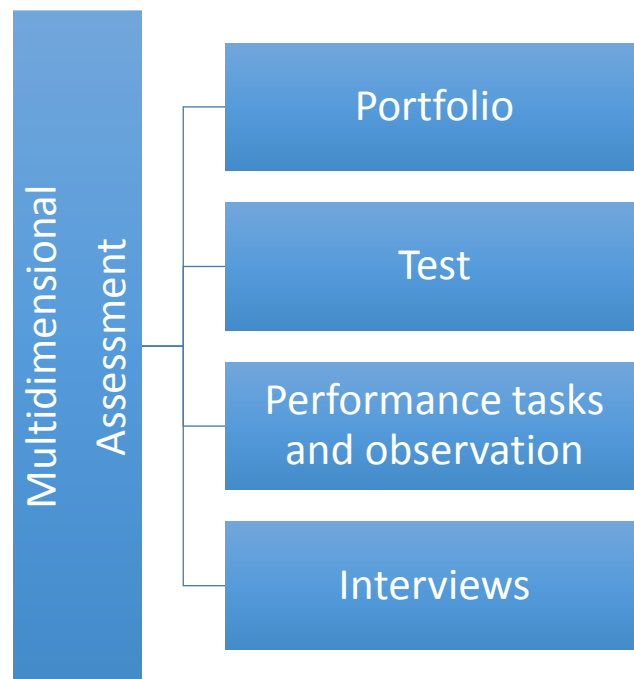 Multidimensional
Assessment
Portfolio
Test
Performance tasks
and observation
Interviews